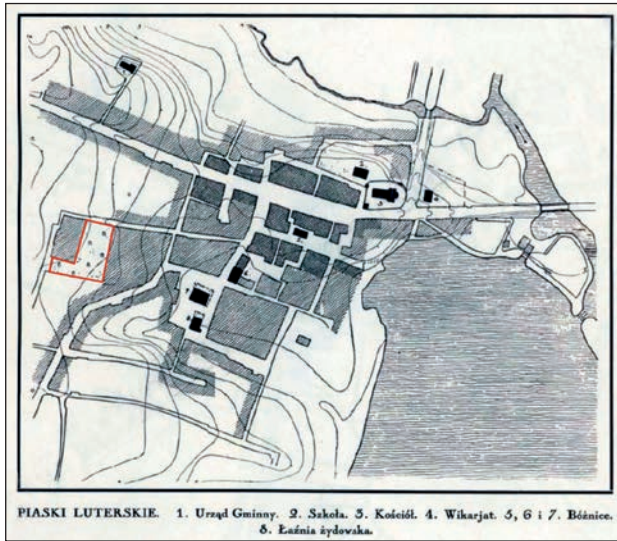 PIASKI LUTERSKIE. 1. Urząd Gminny. 2. Szkoła. 3. Kościół. 4. Wikarjat. 5, 6 i 7. Bóżnice.
8. Łaźnia żydowska.